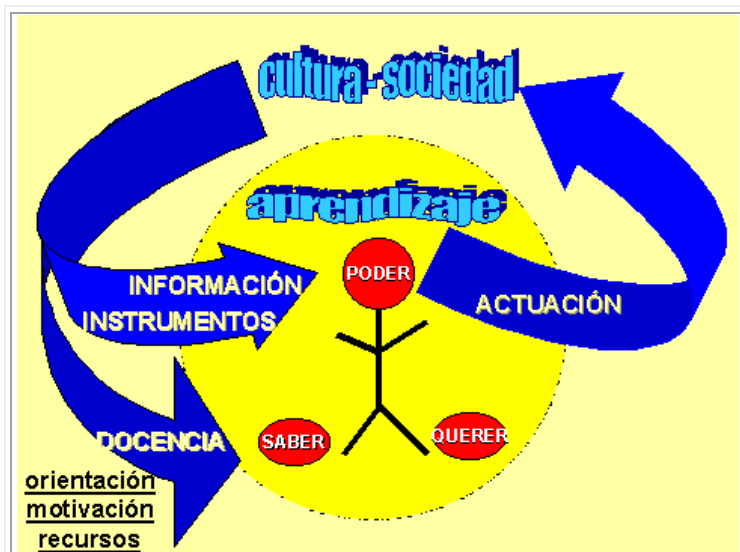 cultura - sociedad
aprendizaje
PODER
INFORMACIÓN
INSTRUMENTOS
ACTUACIÓN
DOCENCIA
SABER
QUERER
orientación
motivación
recursos